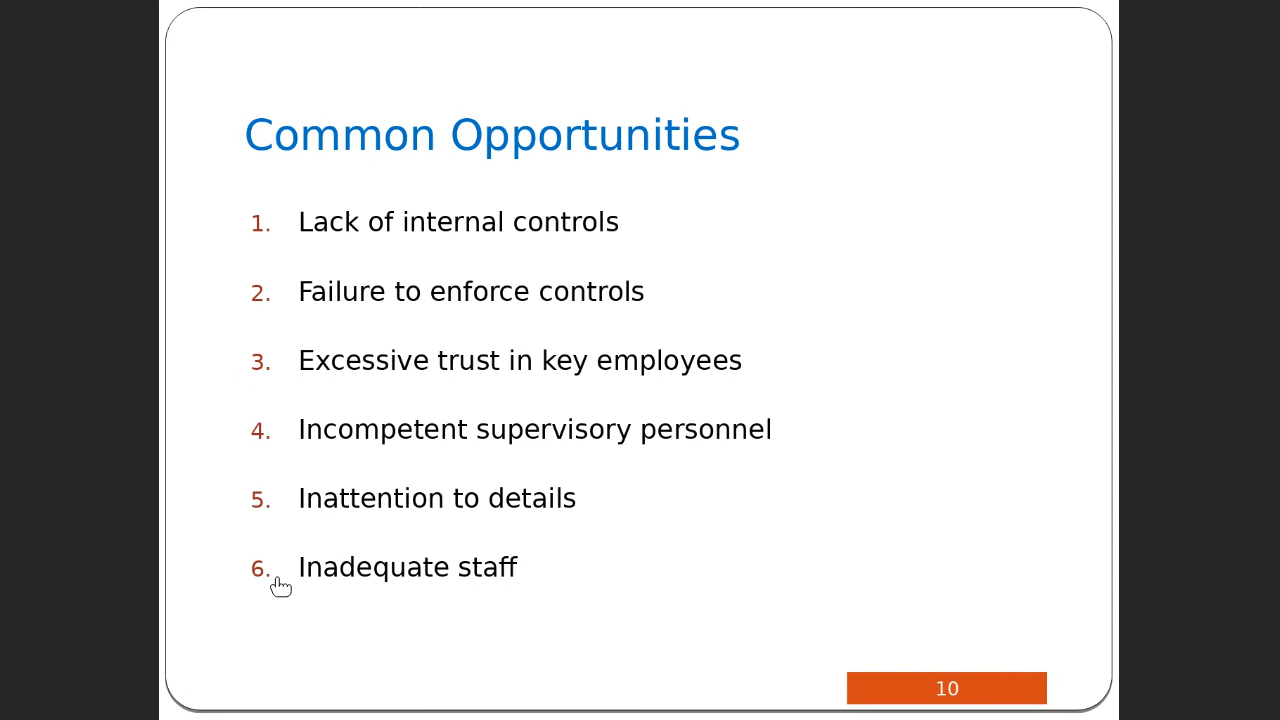 Common Opportunities
1. Lack of internal controls
2. Failure to enforce controls
3. Excessive trust in key employees
4. Incompetent supervisory personnel
5. Inattention to details
6. Inadequate staff
10